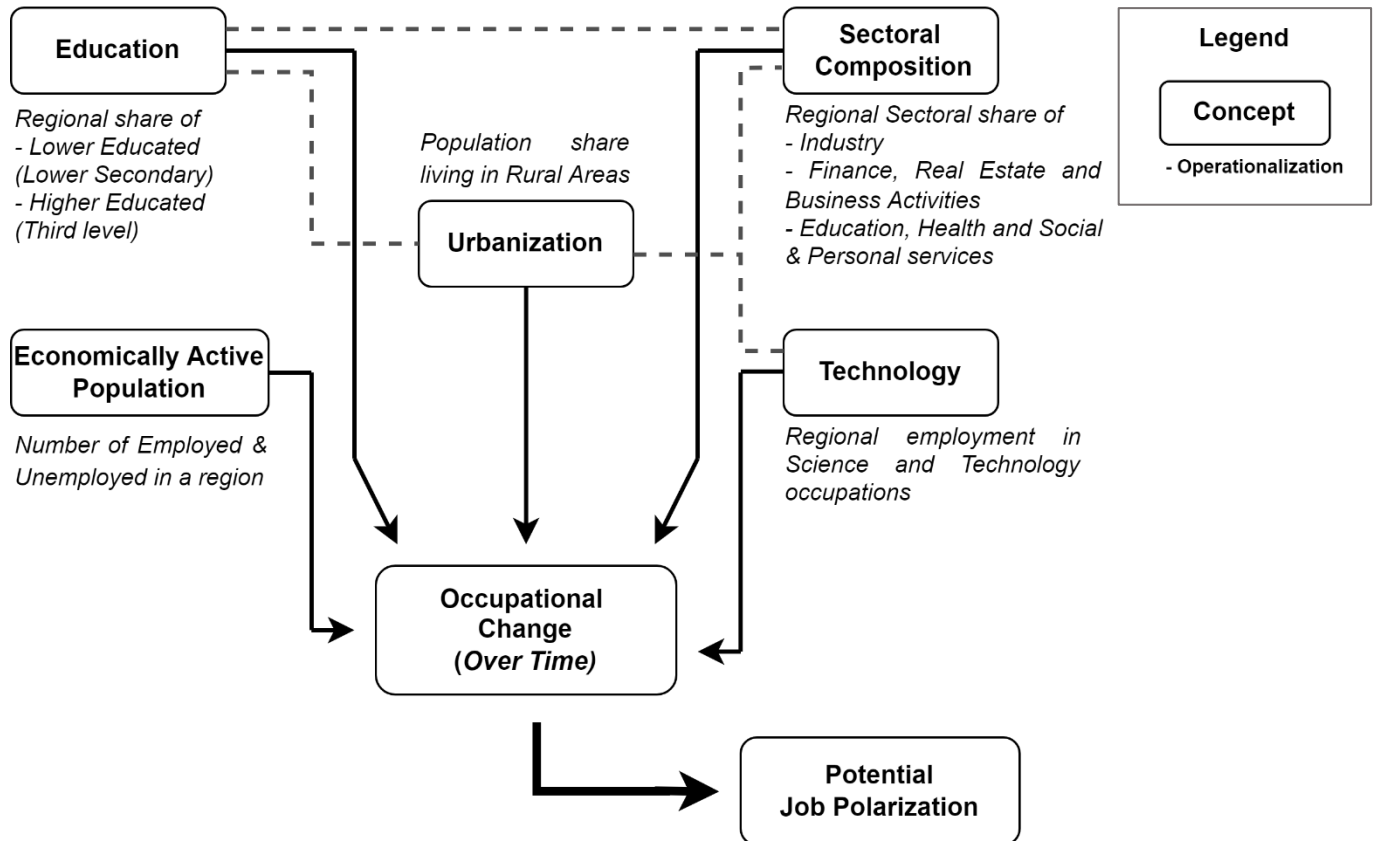 Education
Regional share of
- Lower Educated
(Lower Secondary)
- Higher Educated
(Third level)
Population share
living in Rural Areas
Urbanization
Sectoral
Composition
Regional Sectoral share of
- Industry
- Finance, Real Estate and
Business Activities
- Education, Health and Social
& Personal services
Legend
Concept
- Operationalization
Economically Active
Population
Number of Employed &
Unemployed in a region
Technology
Regional employment in
Science and Technology
occupations
Occupational
Change
(Over Time)
Potential
Job Polarization